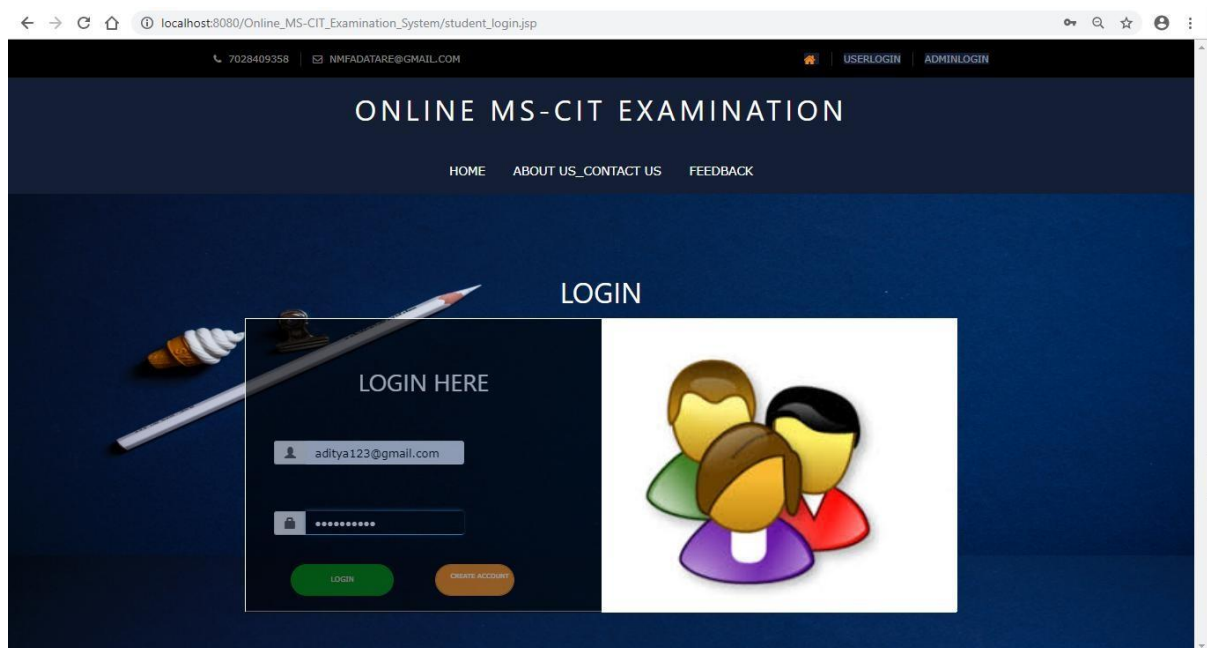 localhost:8080/Online_MS-CIT_Examination_System/student_login.jsp
7028409358 NMFADATARE@GMAIL.COM USERLOGIN ADMINLOGIN
ONLINE MS-CIT EXAMINATION
HOME ABOUT US_CONTACT US FEEDBACK
LOGIN
LOGIN HERE
aditya123@gmail.com
••••••••••
LOGIN CREATE ACCOUNT